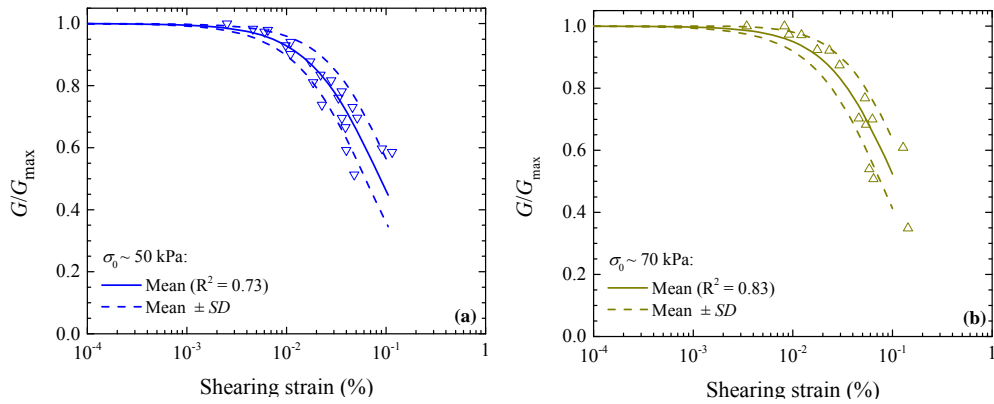 1.0
0.8
0.6
0.4
0.2
0.0
G/G_max
σ₀ ~ 50 kPa:
Mean (R² = 0.73)
Mean ± SD
(a)
10⁻⁴ 10⁻³ 10⁻² 10⁻¹ 1
Shearing strain (%)
1.0
0.8
0.6
0.4
0.2
0.0
G/G_max
σ₀ ~ 70 kPa:
Mean (R² = 0.83)
Mean ± SD
(b)
10⁻⁴ 10⁻³ 10⁻² 10⁻¹ 1
Shearing strain (%)